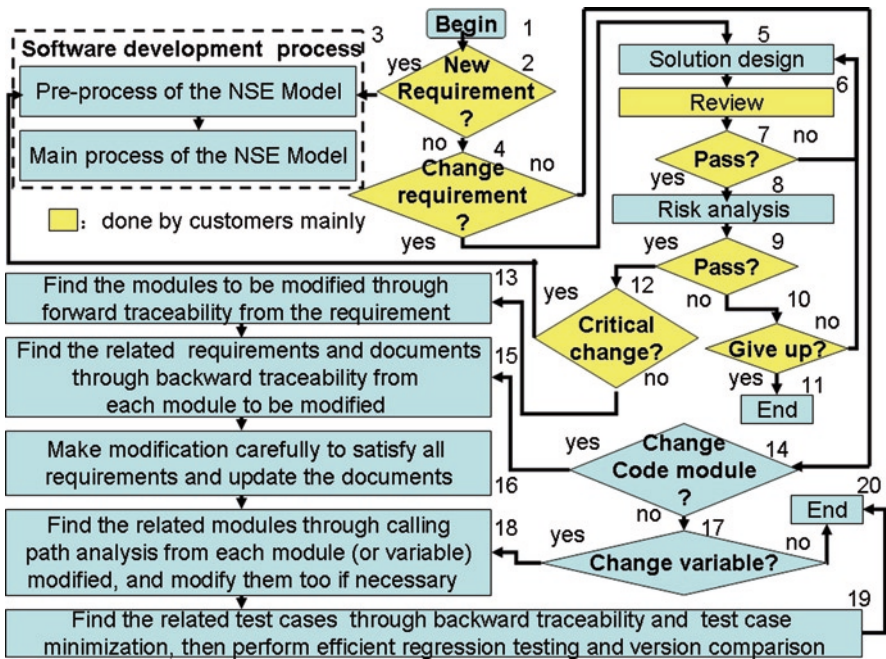 Begin
1
2
New
Requirement
?
yes
no
3
Software development process
Pre-process of the NSE Model
Main process of the NSE Model
: done by customers mainly
4
Change
requirement
?
no
yes
5
Solution design
6
Review
7
Pass?
no
yes
8
Risk analysis
9
Pass?
yes
no
10
Give up?
no
yes
11
End
12
Critical
change?
yes
no
13
Find the modules to be modified through
forward traceability from the requirement
14
Change
Code module
?
yes
no
15
Find the related requirements and documents
through backward traceability from
each module to be modified
16
Make modification carefully to satisfy all
requirements and update the documents
17
Change variable?
yes
no
18
Find the related modules through calling
path analysis from each module (or variable)
modified, and modify them too if necessary
19
Find the related test cases through backward traceability and test case
minimization, then perform efficient regression testing and version comparison
20
End